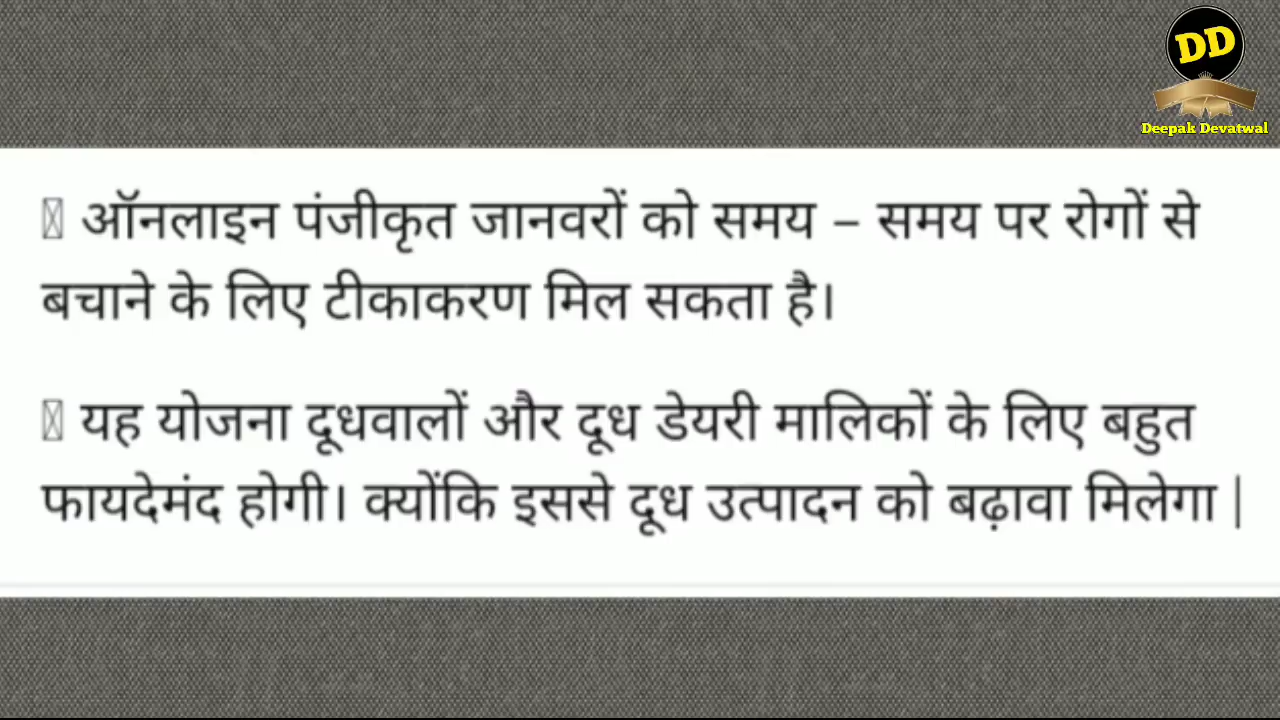 DD
Deepak Devatwal
ऑनलाइन पंजीकृत जानवरों को समय – समय पर रोगों से
बचाने के लिए टीकाकरण मिल सकता है।
यह योजना दूधवालों और दूध डेयरी मालिकों के लिए बहुत
फायदेमंद होगी। क्योंकि इससे दूध उत्पादन को बढ़ावा मिलेगा |